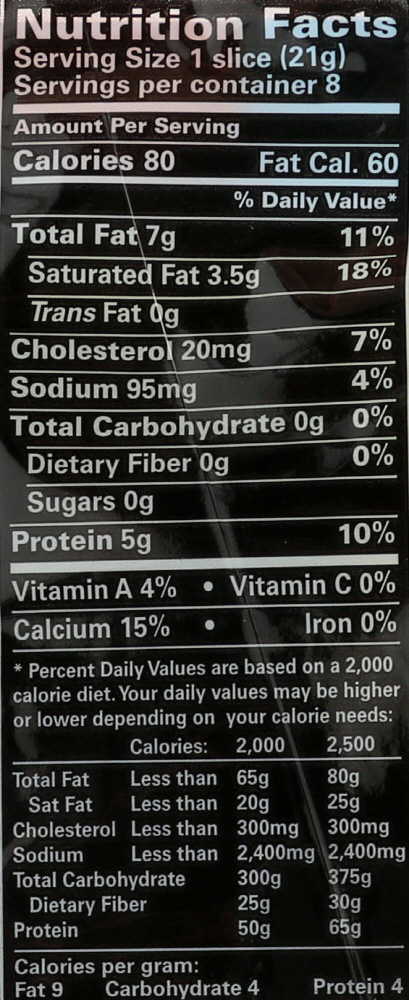 Nutrition Facts
Serving Size 1 slice (21g)
Servings per container 8
Amount Per Serving
Calories 80 Fat Cal. 60
% Daily Value*
Total Fat 7g 11%
Saturated Fat 3.5g 18%
Trans Fat 0g
Cholesterol 20mg 7%
Sodium 95mg 4%
Total Carbohydrate 0g 0%
Dietary Fiber 0g 0%
Sugars 0g
Protein 5g 10%
Vitamin A 4% • Vitamin C 0%
Calcium 15% • Iron 0%
* Percent Daily Values are based on a 2,000
calorie diet. Your daily values may be higher
or lower depending on your calorie needs:
Calories: 2,000 2,500
Total Fat Less than 65g 80g
Sat Fat Less than 20g 25g
Cholesterol Less than 300mg 300mg
Sodium Less than 2,400mg 2,400mg
Total Carbohydrate 300g 375g
Dietary Fiber 25g 30g
Protein 50g 65g
Calories per gram:
Fat 9 Carbohydrate 4 Protein 4